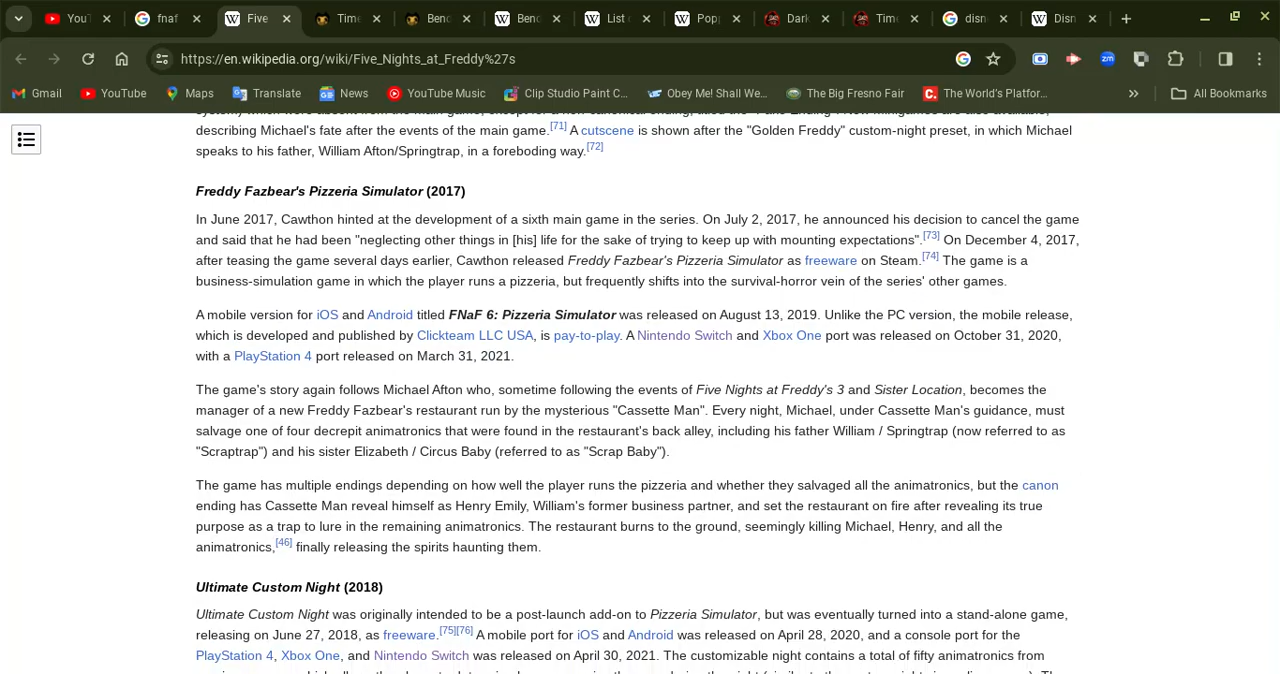 YouT
fnaf
Five
Time
Benc
Benc
List o
Popp
Dark
Time
disn
Disn
https://en.wikipedia.org/wiki/Five_Nights_at_Freddy%27s
Gmail
YouTube
Maps
Translate
News
YouTube Music
Clip Studio Paint C...
Obey Me! Shall We...
The Big Fresno Fair
The World's Platfor...
All Bookmarks
describing Michael's fate after the events of the main game.[71] A cutscene is shown after the "Golden Freddy" custom-night preset, in which Michael
speaks to his father, William Afton/Springtrap, in a foreboding way.[72]
Freddy Fazbear's Pizzeria Simulator (2017)
In June 2017, Cawthon hinted at the development of a sixth main game in the series. On July 2, 2017, he announced his decision to cancel the game
and said that he had been "neglecting other things in [his] life for the sake of trying to keep up with mounting expectations".[73] On December 4, 2017,
after teasing the game several days earlier, Cawthon released Freddy Fazbear's Pizzeria Simulator as freeware on Steam.[74] The game is a
business-simulation game in which the player runs a pizzeria, but frequently shifts into the survival-horror vein of the series' other games.
A mobile version for iOS and Android titled FNaF 6: Pizzeria Simulator was released on August 13, 2019. Unlike the PC version, the mobile release,
which is developed and published by Clickteam LLC USA, is pay-to-play. A Nintendo Switch and Xbox One port was released on October 31, 2020,
with a PlayStation 4 port released on March 31, 2021.
The game's story again follows Michael Afton who, sometime following the events of Five Nights at Freddy's 3 and Sister Location, becomes the
manager of a new Freddy Fazbear's restaurant run by the mysterious "Cassette Man". Every night, Michael, under Cassette Man's guidance, must
salvage one of four decrepit animatronics that were found in the restaurant's back alley, including his father William / Springtrap (now referred to as
"Scraptrap") and his sister Elizabeth / Circus Baby (referred to as "Scrap Baby").
The game has multiple endings depending on how well the player runs the pizzeria and whether they salvaged all the animatronics, but the canon
ending has Cassette Man reveal himself as Henry Emily, William's former business partner, and set the restaurant on fire after revealing its true
purpose as a trap to lure in the remaining animatronics. The restaurant burns to the ground, seemingly killing Michael, Henry, and all the
animatronics,[46] finally releasing the spirits haunting them.
Ultimate Custom Night (2018)
Ultimate Custom Night was originally intended to be a post-launch add-on to Pizzeria Simulator, but was eventually turned into a stand-alone game,
releasing on June 27, 2018, as freeware.[75][76] A mobile port for iOS and Android was released on April 28, 2020, and a console port for the
PlayStation 4, Xbox One, and Nintendo Switch was released on April 30, 2021. The customizable night contains a total of fifty animatronics from